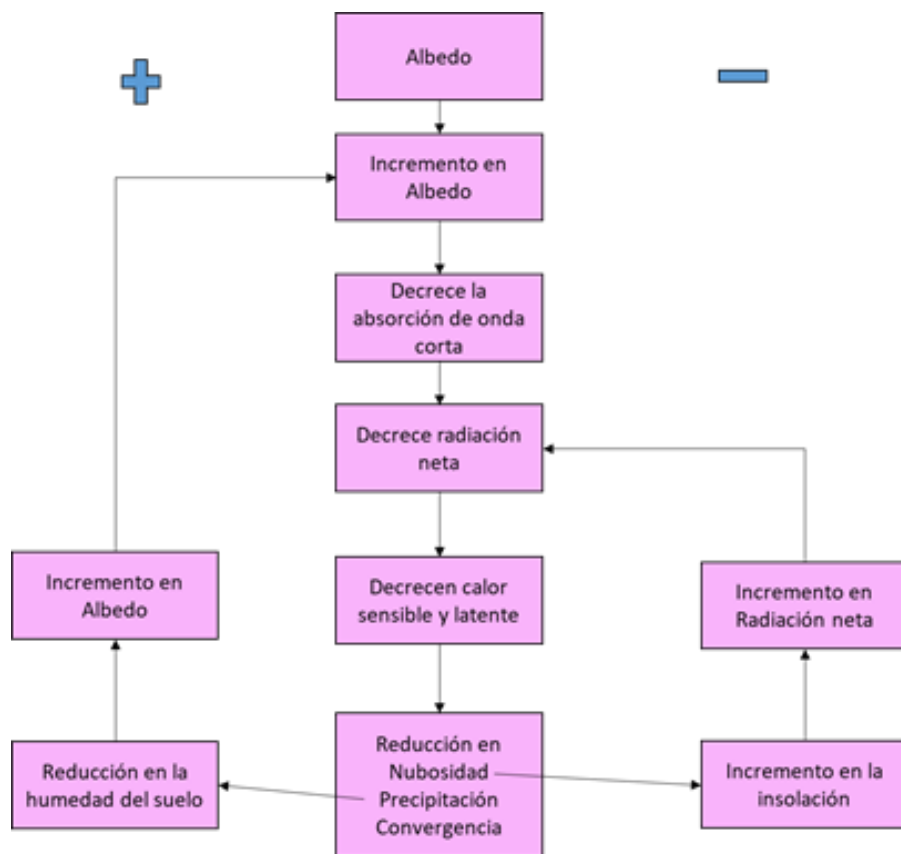 Albedo
Incremento en
Albedo
Decrece la
absorción de onda
corta
Decrece radiación
neta
Incremento en
Albedo
Decrecen calor
sensible y latente
Incremento en
Radiación neta
Reducción en la
humedad del suelo
Reducción en
Nubosidad
Precipitación
Convergencia
Incremento en la
insolación